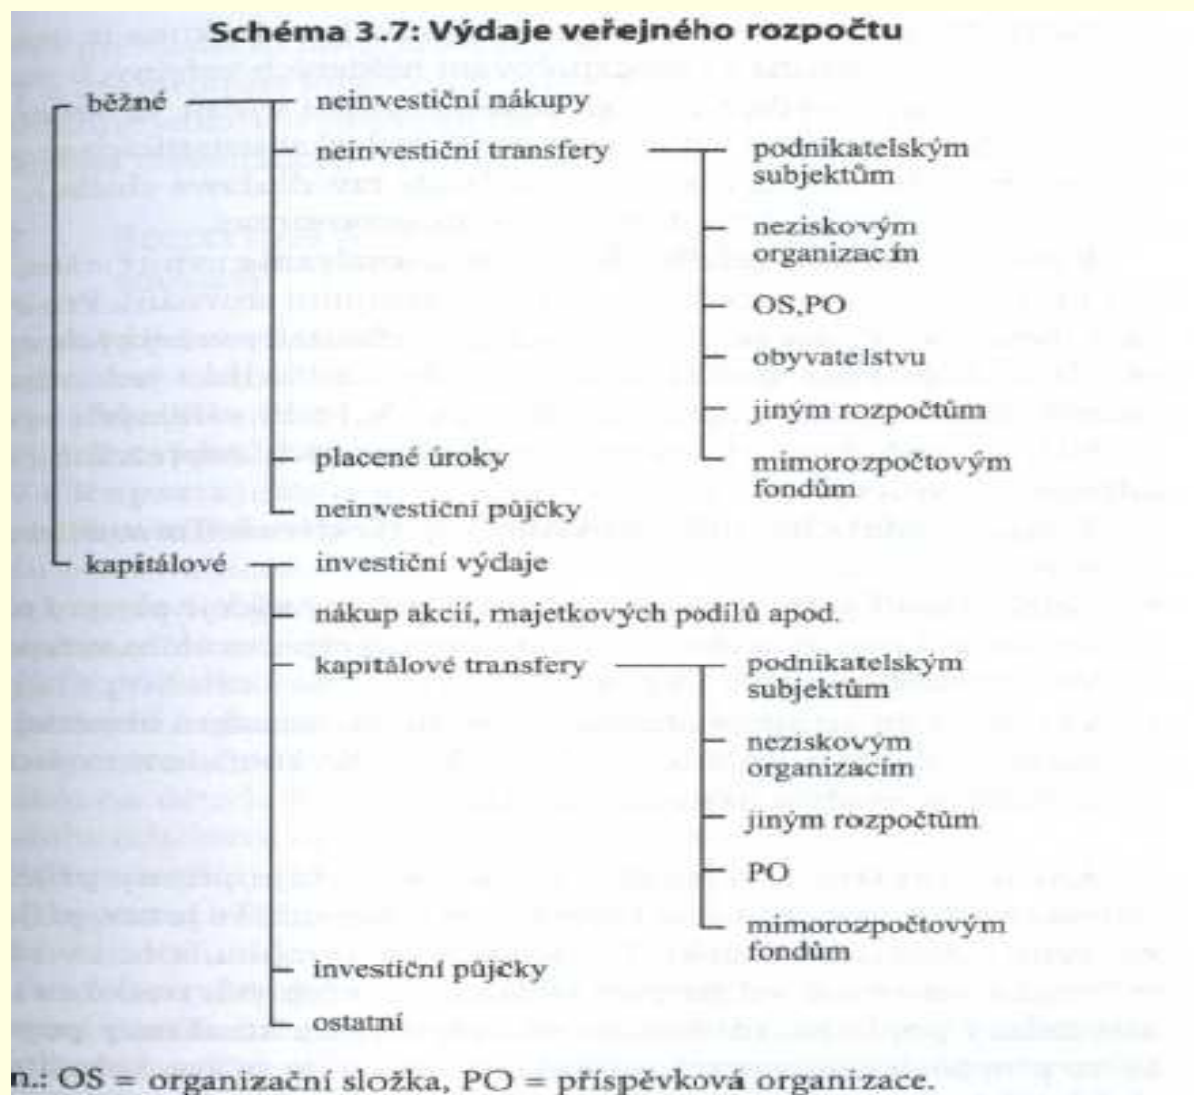 Schéma 3.7: Výdaje veřejného rozpočtu
běžné
neinvestiční nákupy
neinvestiční transfery
podnikatelským
subjektům
neziskovým
organizacím
OS,PO
obyvatelstvu
jiným rozpočtům
mimorozpočtovým
fondům
placené úroky
neinvestiční půjčky
kapitálové
investiční výdaje
nákup akcií, majetkových podílů apod.
kapitálové transfery
podnikatelským
subjektům
neziskovým
organizacím
jiným rozpočtům
PO
mimorozpočtovým
fondům
investiční půjčky
ostatní
n.: OS = organizační složka, PO = příspěvková organizace.